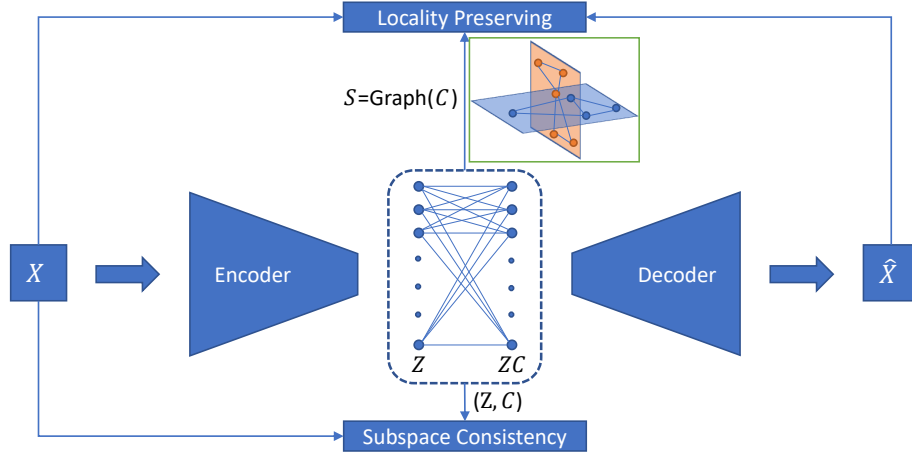 Locality Preserving
S=Graph(C)
X
Encoder
Decoder
X̂
Z
ZC
(Z, C)
Subspace Consistency